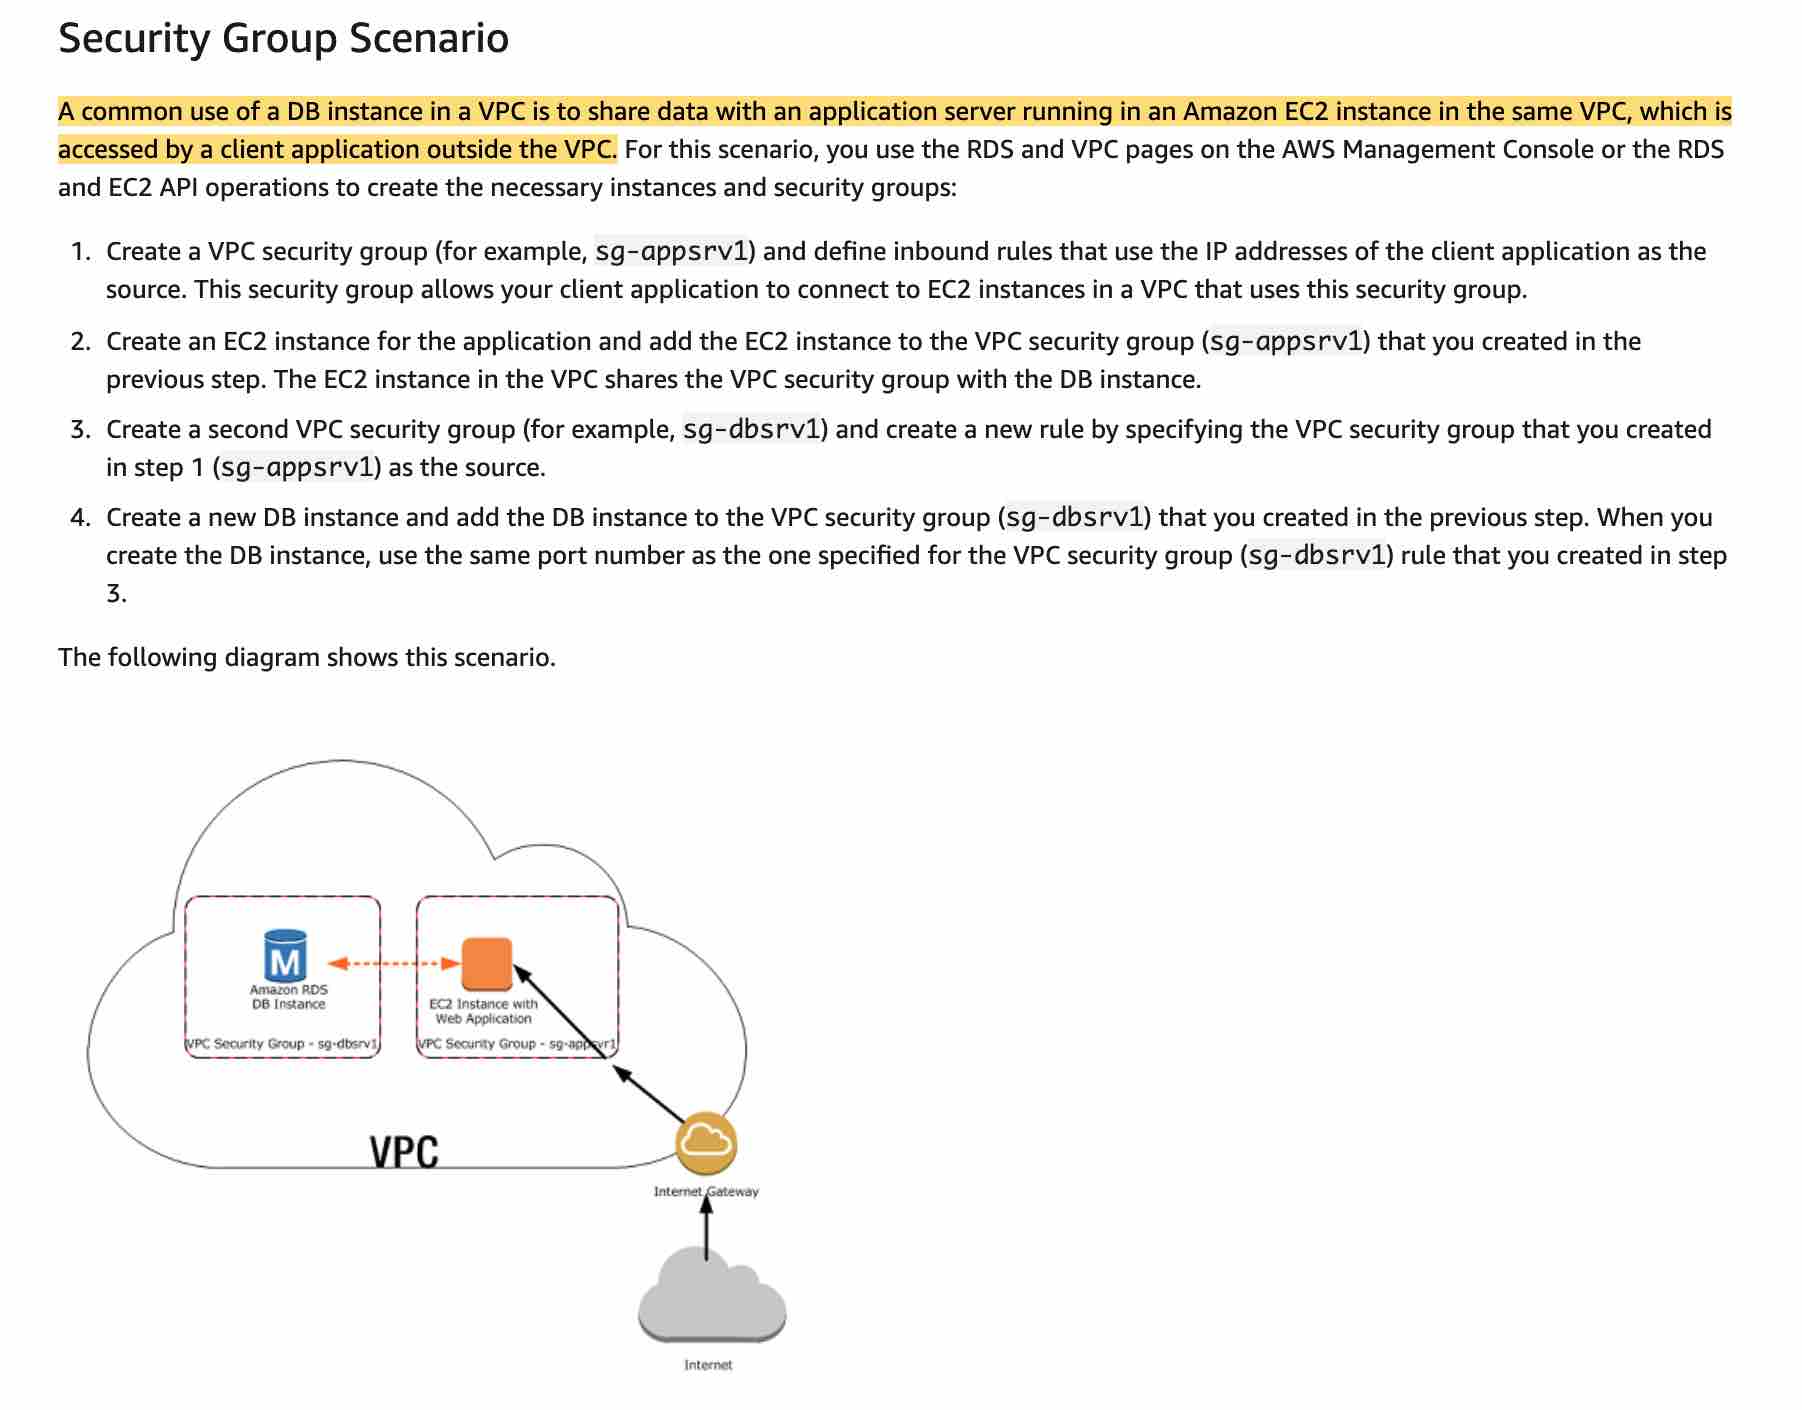 Security Group Scenario
A common use of a DB instance in a VPC is to share data with an application server running in an Amazon EC2 instance in the same VPC, which is
accessed by a client application outside the VPC. For this scenario, you use the RDS and VPC pages on the AWS Management Console or the RDS
and EC2 API operations to create the necessary instances and security groups:
1. Create a VPC security group (for example, sg-appsrv1) and define inbound rules that use the IP addresses of the client application as the
source. This security group allows your client application to connect to EC2 instances in a VPC that uses this security group.
2. Create an EC2 instance for the application and add the EC2 instance to the VPC security group (sg-appsrv1) that you created in the
previous step. The EC2 instance in the VPC shares the VPC security group with the DB instance.
3. Create a second VPC security group (for example, sg-dbsrv1) and create a new rule by specifying the VPC security group that you created
in step 1 (sg-appsrv1) as the source.
4. Create a new DB instance and add the DB instance to the VPC security group (sg-dbsrv1) that you created in the previous step. When you
create the DB instance, use the same port number as the one specified for the VPC security group (sg-dbsrv1) rule that you created in step
3.
The following diagram shows this scenario.
M
Amazon RDS
DB Instance
VPC Security Group - sg-dbsrv1
EC2 Instance with
Web Application
VPC Security Group - sg-appsvr1
VPC
Internet Gateway
Internet